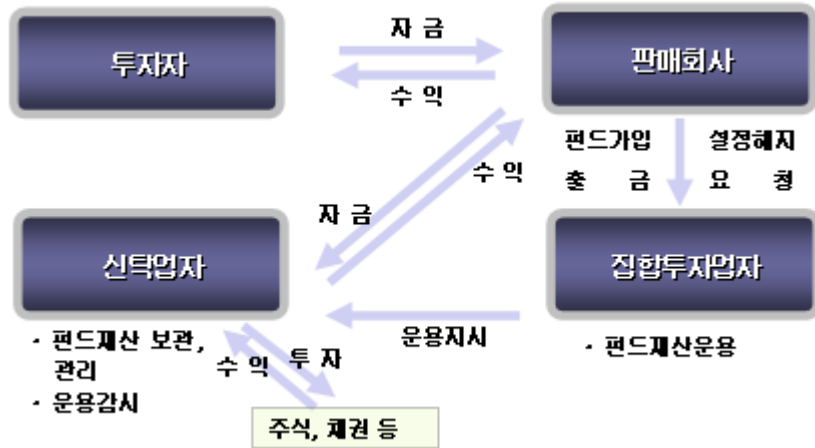 자 금
투자자
판매회사
수 익
펀드가입 설정해지
출 금 요 청
수 익
자 금
신탁업자
집합투자업자
운용지시
· 펀드재산 보관,
관리
· 운용감시
수 익
투 자
· 펀드재산운용
주식, 채권 등